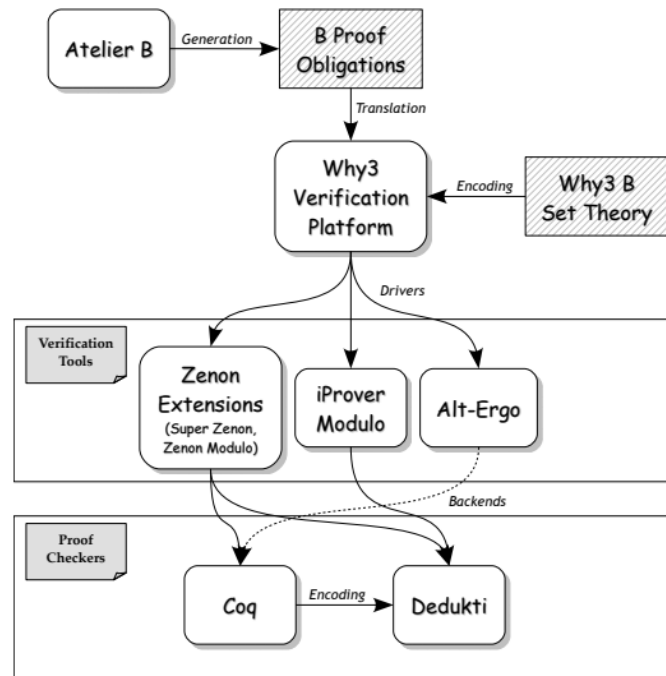 Atelier B
Generation
B Proof
Obligations
Translation
Why3
Verification
Platform
Encoding
Why3 B
Set Theory
Drivers
Verification
Tools
Zenon
Extensions
(Super Zenon,
Zenon Modulo)
iProver
Modulo
Alt-Ergo
Backends
Proof
Checkers
Coq
Encoding
Dedukti